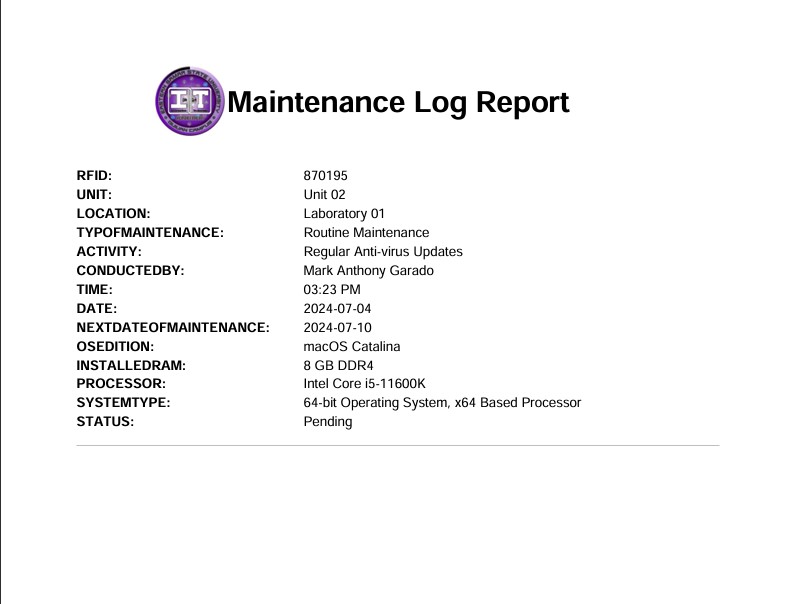 IT
Maintenance Log Report
RFID: 870195
UNIT: Unit 02
LOCATION: Laboratory 01
TYPOFMAINTENANCE: Routine Maintenance
ACTIVITY: Regular Anti-virus Updates
CONDUCTEDBY: Mark Anthony Garado
TIME: 03:23 PM
DATE: 2024-07-04
NEXTDATEOFMAINTENANCE: 2024-07-10
OSEDITION: macOS Catalina
INSTALLEDRAM: 8 GB DDR4
PROCESSOR: Intel Core i5-11600K
SYSTEMTYPE: 64-bit Operating System, x64 Based Processor
STATUS: Pending